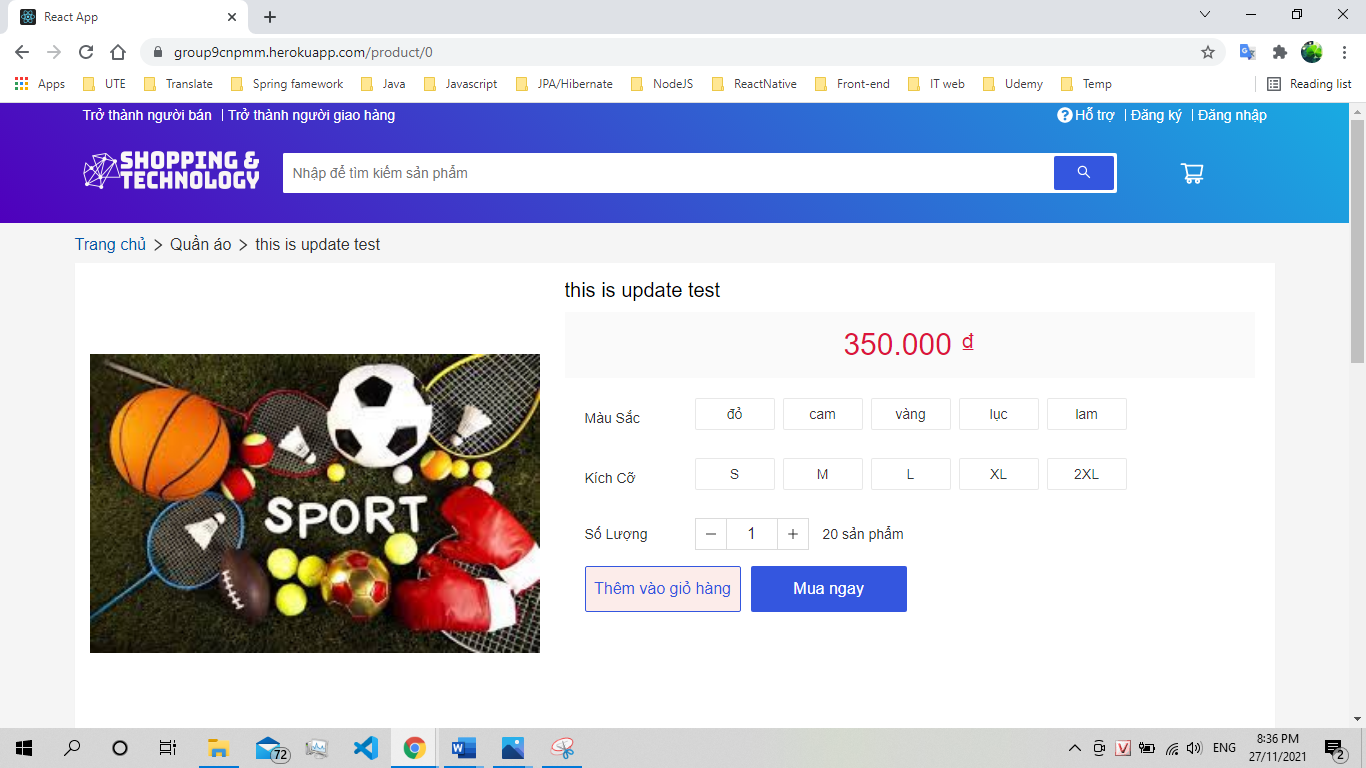 React App
group9cnpmm.herokuapp.com/product/0
Apps UTE Translate Spring famework Java Javascript JPA/Hibernate NodeJS ReactNative Front-end IT web Udemy Temp Reading list
Trở thành người bán | Trở thành người giao hàng ? Hỗ trợ | Đăng ký | Đăng nhập
SHOPPING &
TECHNOLOGY
Nhập để tìm kiếm sản phẩm
Trang chủ > Quần áo > this is update test
this is update test
350.000 ₫
Màu Sắc đỏ cam vàng lục lam
Kích Cỡ S M L XL 2XL
Số Lượng − 1 + 20 sản phẩm
Thêm vào giỏ hàng Mua ngay
SPORT
72
V
ENG
8:36 PM
27/11/2021
2